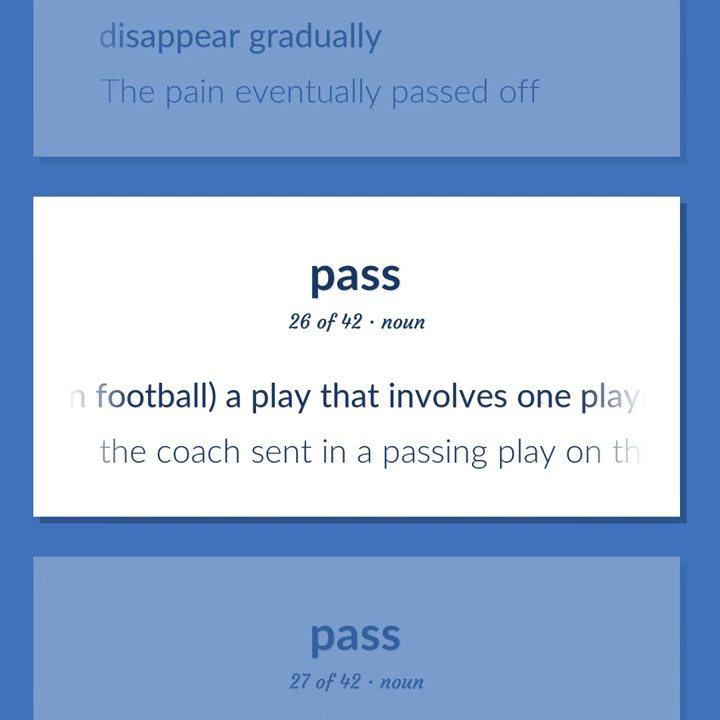 disappear gradually
The pain eventually passed off
pass
26 of 42 · noun
n football) a play that involves one play
the coach sent in a passing play on th
pass
27 of 42 · noun